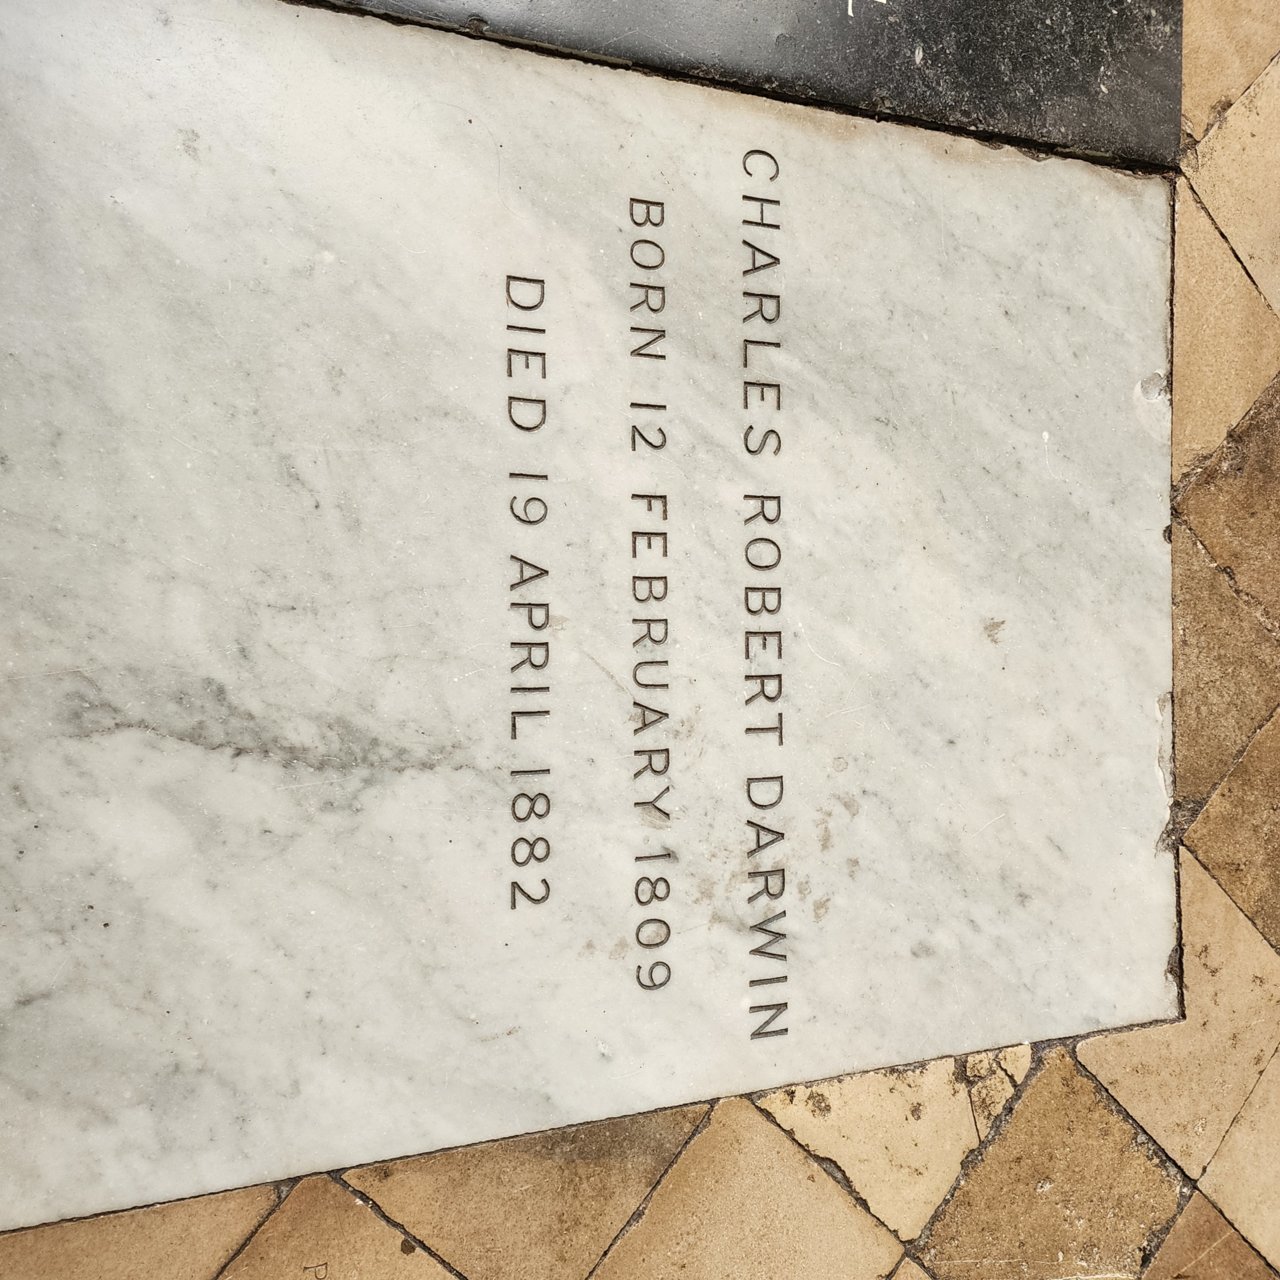 CHARLES ROBERT DARWIN
BORN 12 FEBRUARY 1809
DIED 19 APRIL 1882